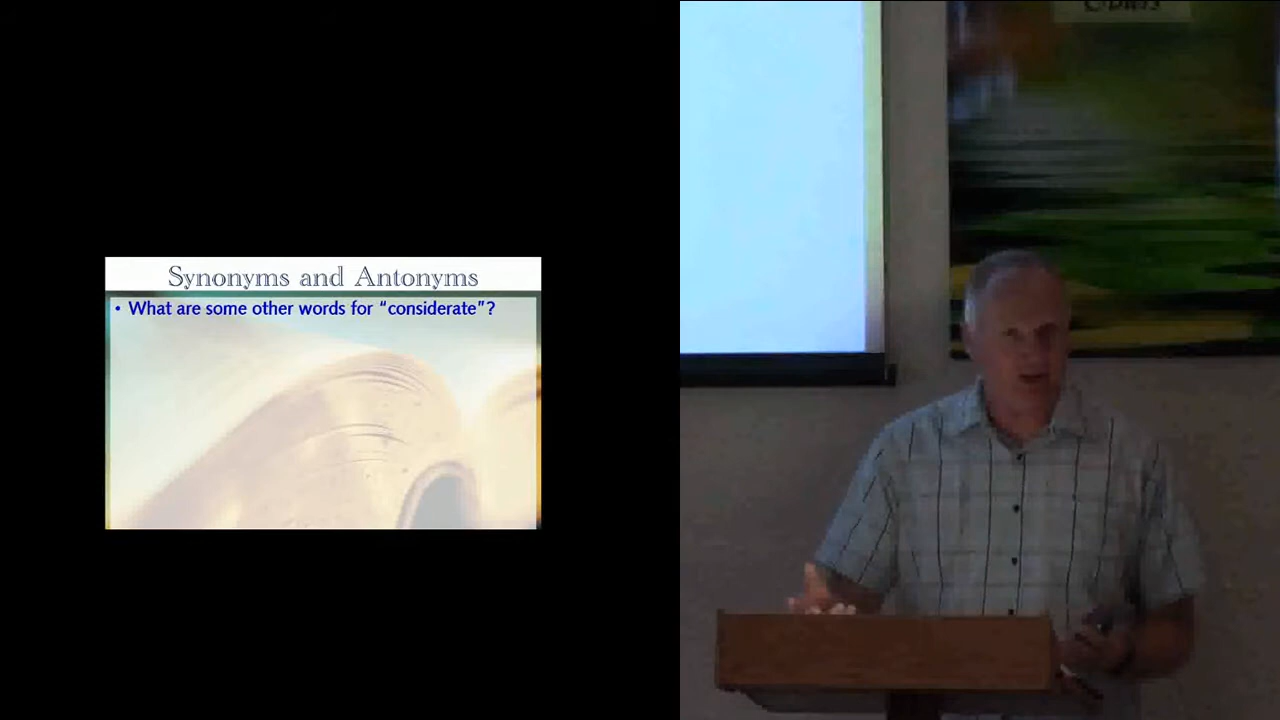 Synonyms and Antonyms
• What are some other words for “considerate”?